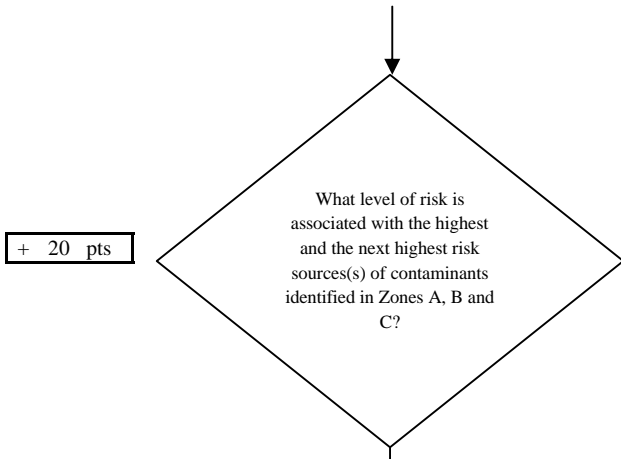 What level of risk is
associated with the highest
and the next highest risk
sources(s) of contaminants
identified in Zones A, B and
C?
+ 20 pts